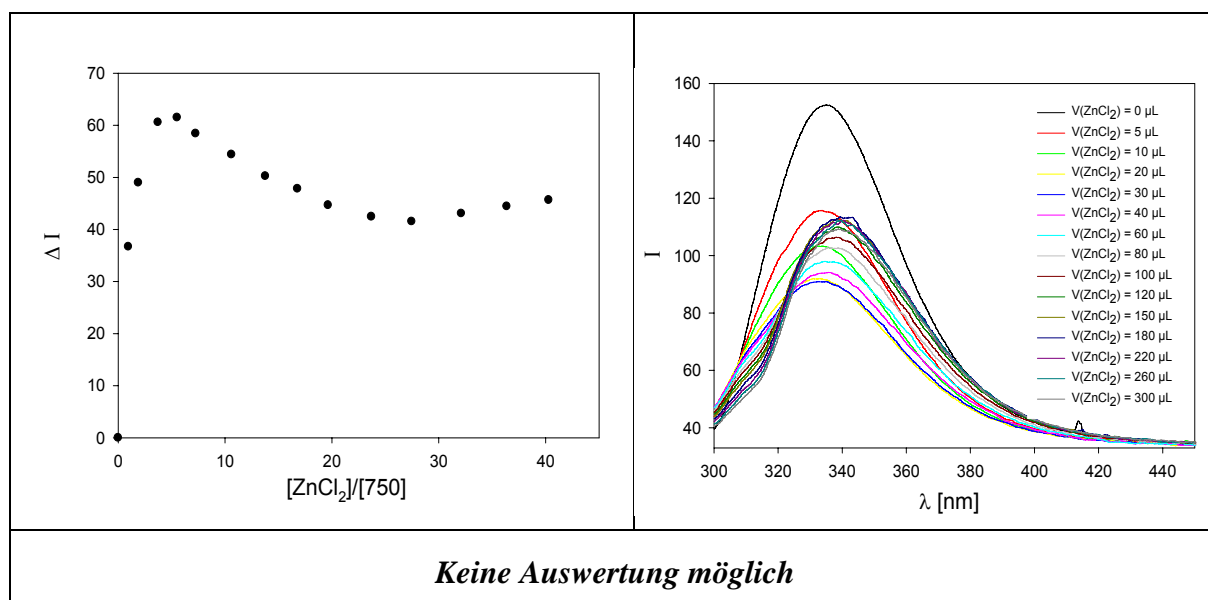 70
60
50
40
30
20
10
0
Δ I
0 10 20 30 40
[ZnCl2]/[750]
160
140
120
100
80
60
40
I
V(ZnCl2) = 0 µL
V(ZnCl2) = 5 µL
V(ZnCl2) = 10 µL
V(ZnCl2) = 20 µL
V(ZnCl2) = 30 µL
V(ZnCl2) = 40 µL
V(ZnCl2) = 60 µL
V(ZnCl2) = 80 µL
V(ZnCl2) = 100 µL
V(ZnCl2) = 120 µL
V(ZnCl2) = 150 µL
V(ZnCl2) = 180 µL
V(ZnCl2) = 220 µL
V(ZnCl2) = 260 µL
V(ZnCl2) = 300 µL
300 320 340 360 380 400 420 440
λ [nm]
Keine Auswertung möglich